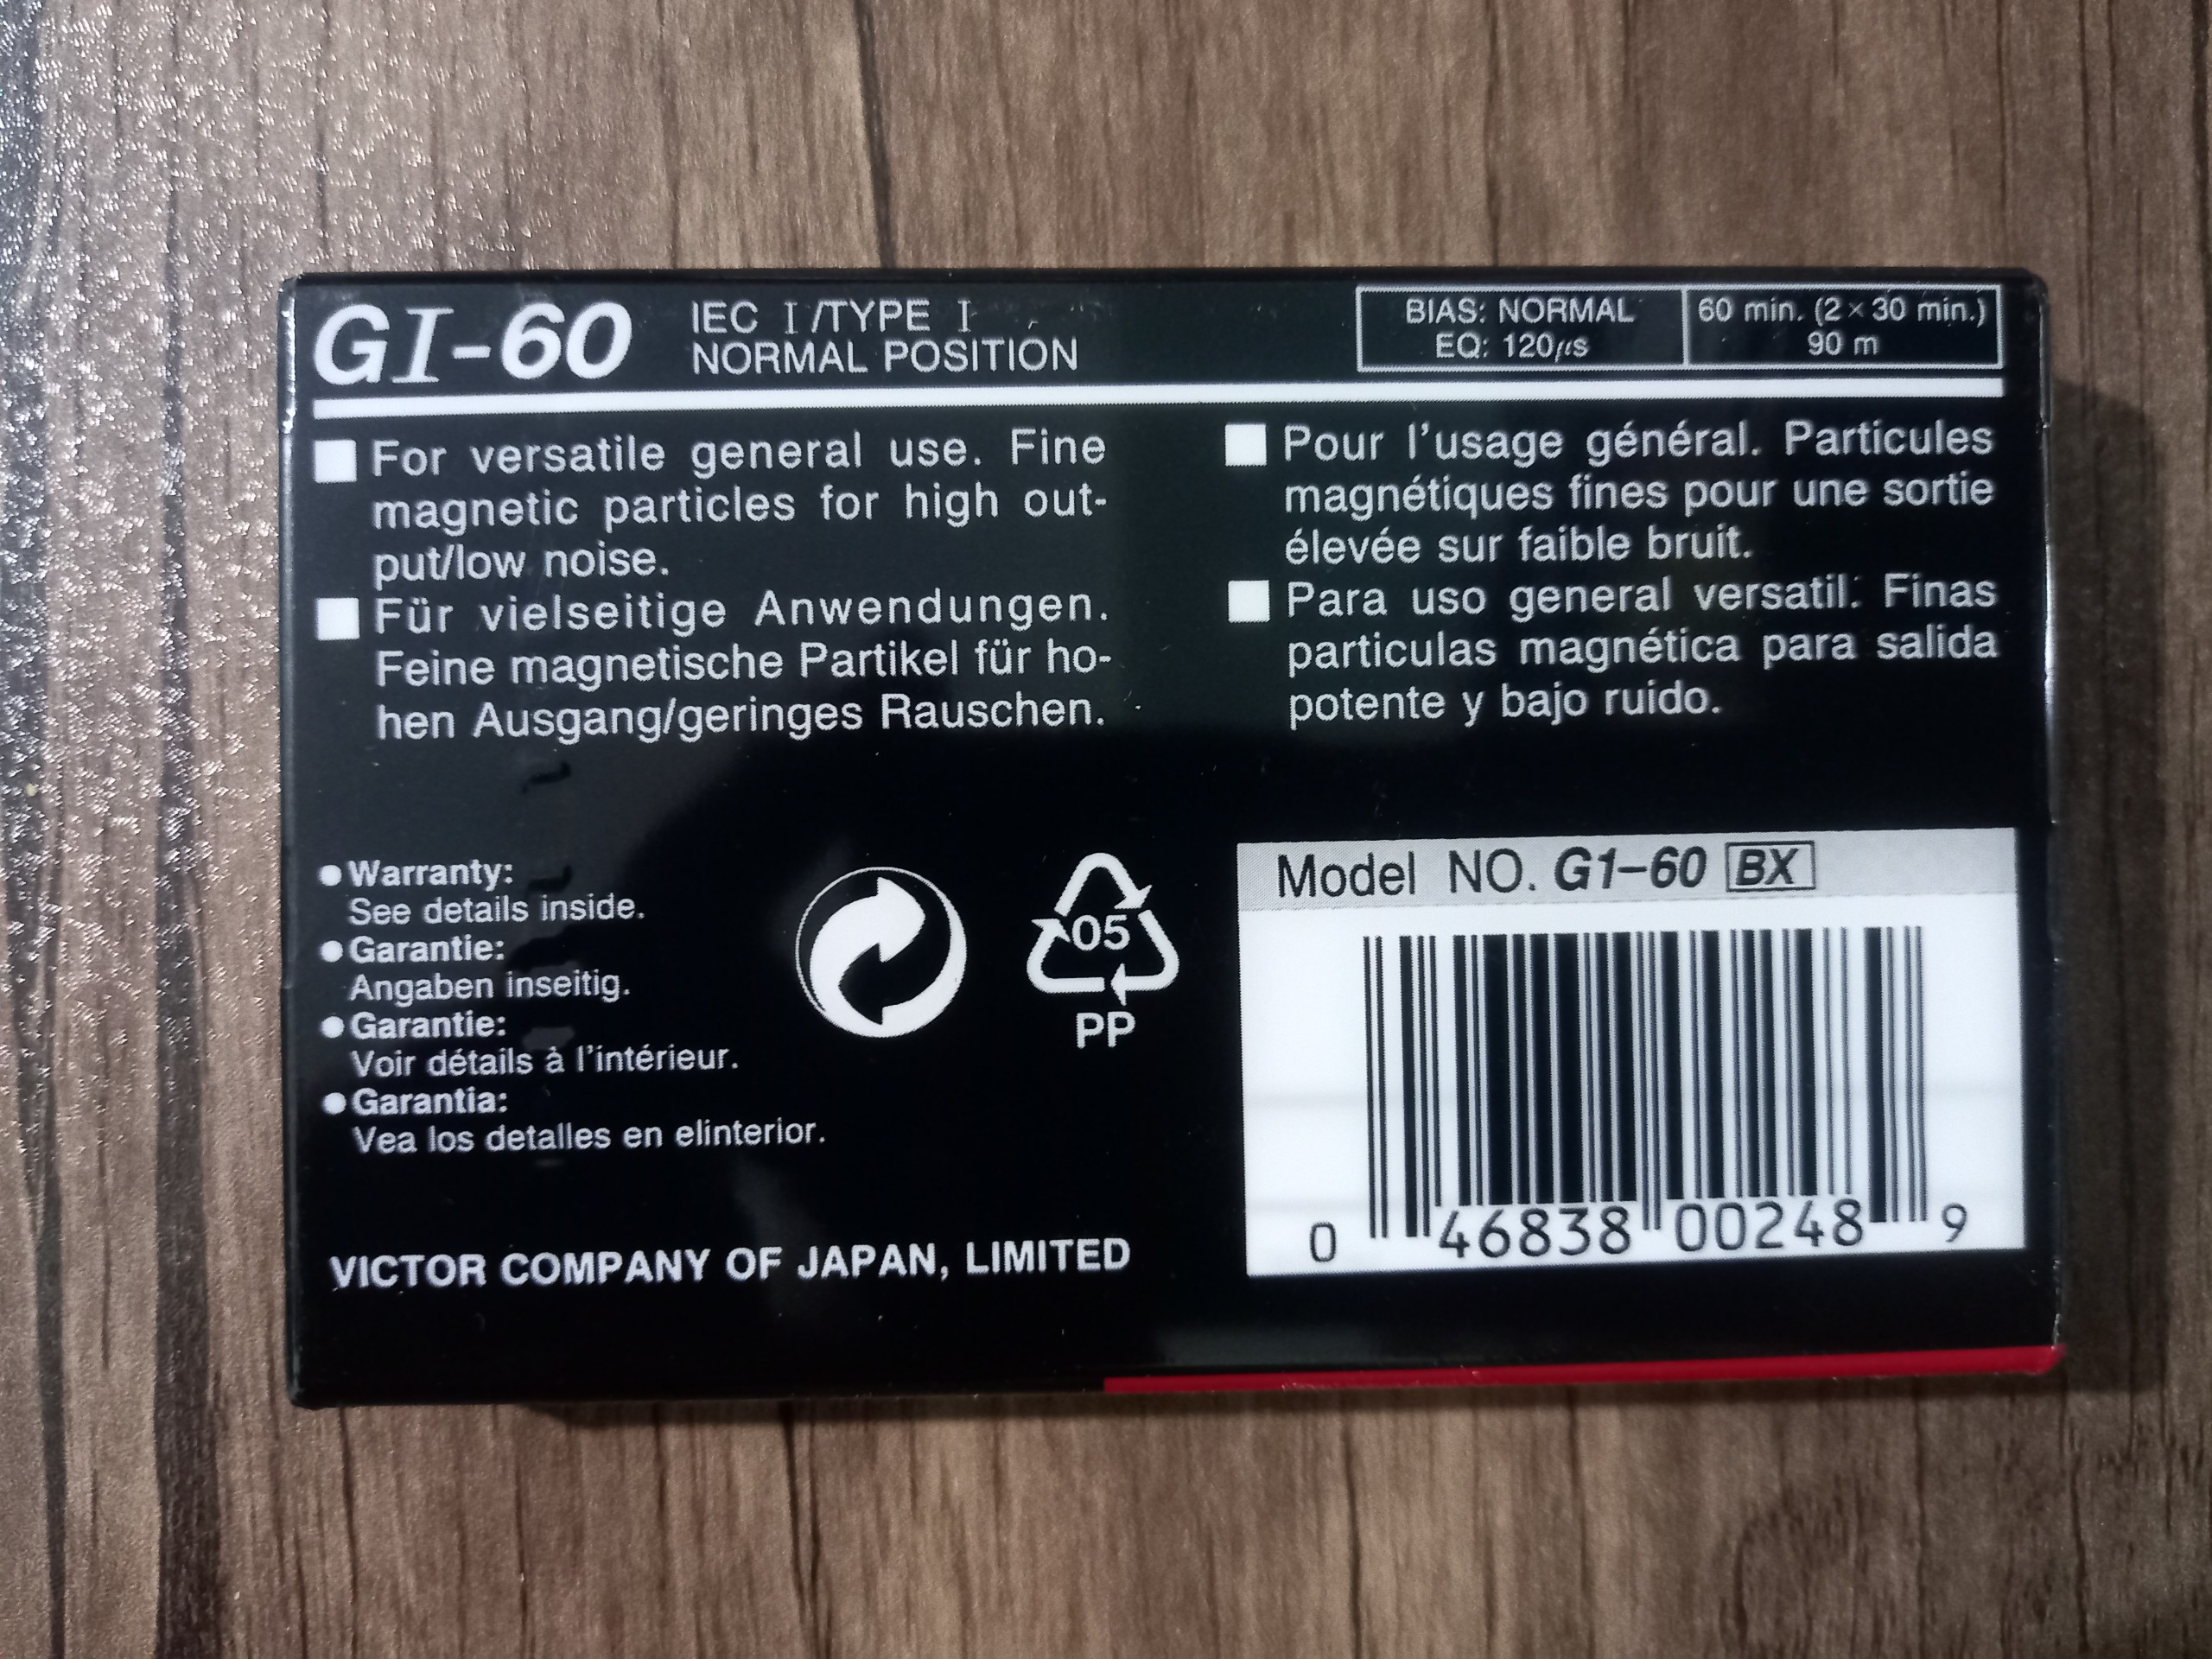 GI-60
IEC I/TYPE I
NORMAL POSITION
BIAS: NORMAL
EQ: 120µs
60 min. (2 × 30 min.)
90 m
For versatile general use. Fine
magnetic particles for high out-
put/low noise.
Für vielseitige Anwendungen.
Feine magnetische Partikel für ho-
hen Ausgang/geringes Rauschen.
Pour l'usage général. Particules
magnétiques fines pour une sortie
élevée sur faible bruit.
Para uso general versatil. Finas
particulas magnética para salida
potente y bajo ruido.
● Warranty:
See details inside.
● Garantie:
Angaben inseitig.
● Garantie:
Voir détails à l'intérieur.
● Garantia:
Vea los detalles en elinterior.
05
PP
VICTOR COMPANY OF JAPAN, LIMITED
Model NO. G1-60 BX
0 46838 00248 9